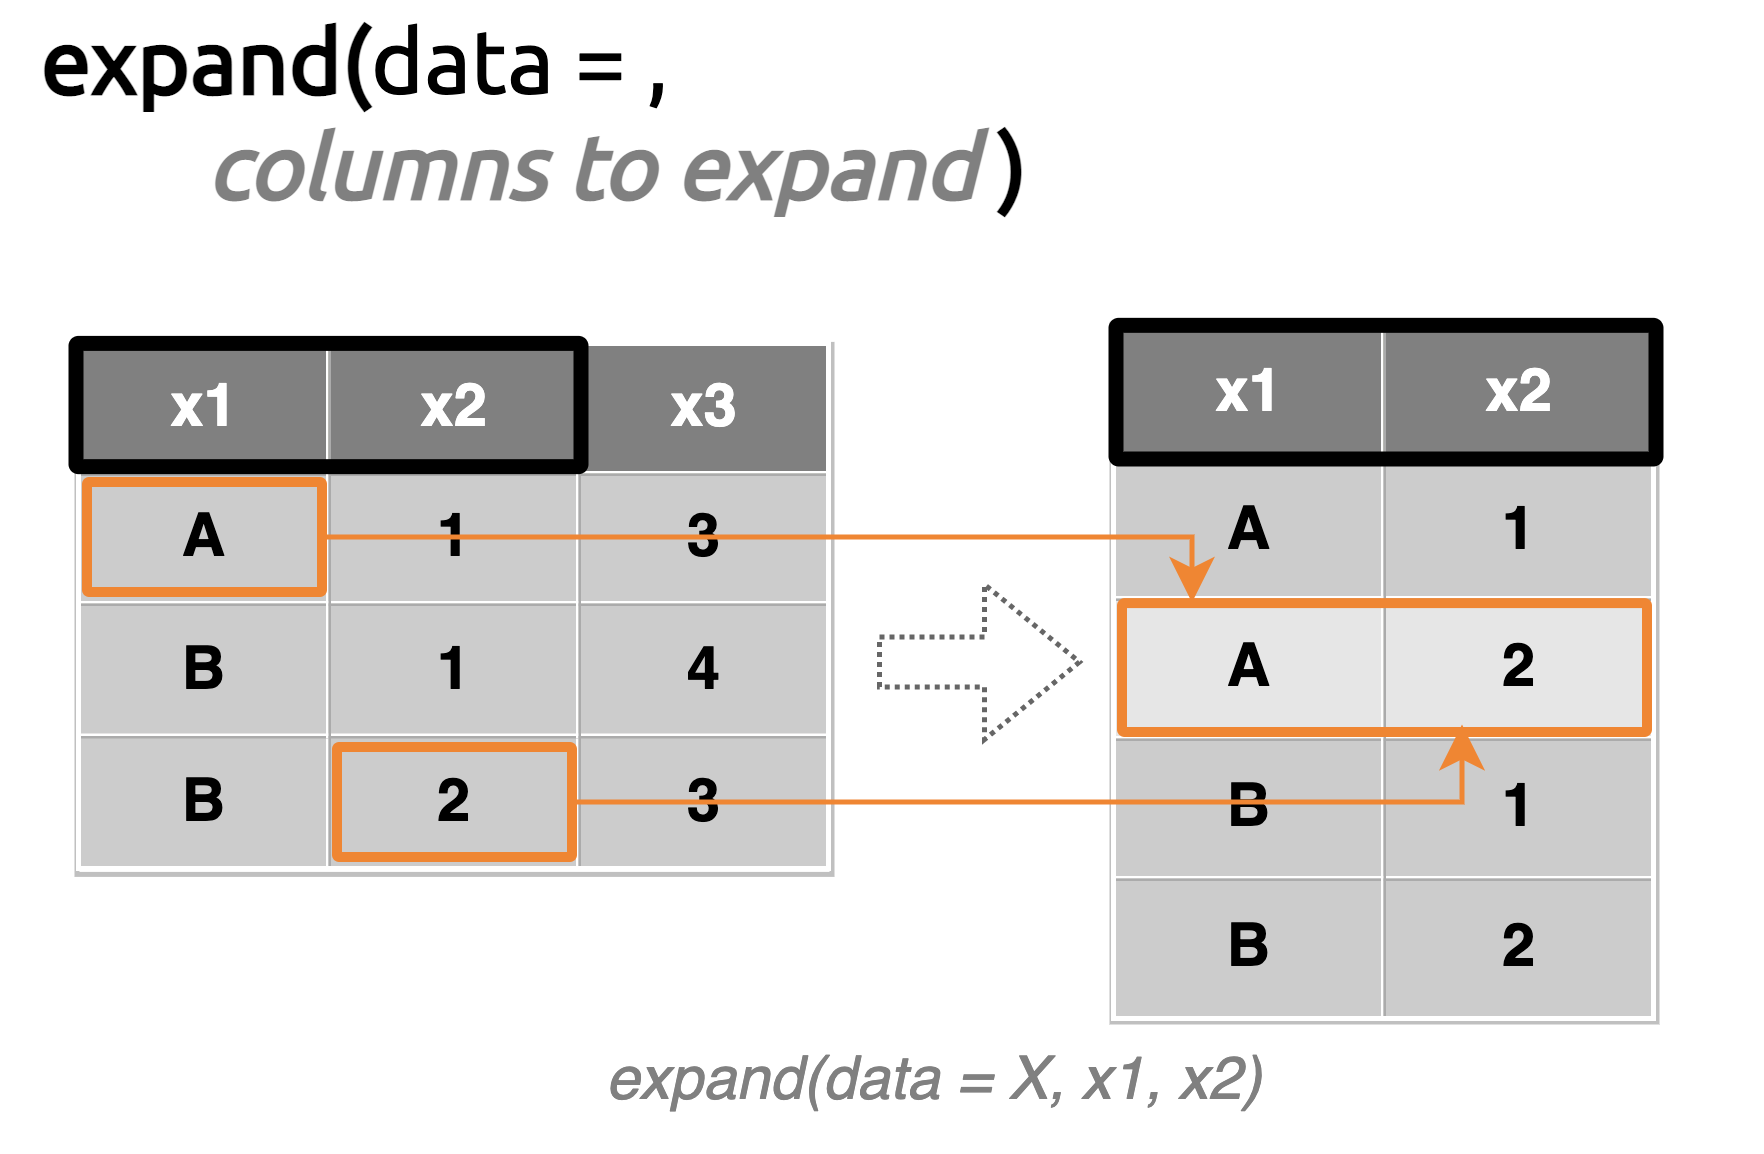 expand(data = ,
columns to expand)
x1 x2 x3
A 1 3
B 1 4
B 2 3
x1 x2
A 1
A 2
B 1
B 2
expand(data = X, x1, x2)